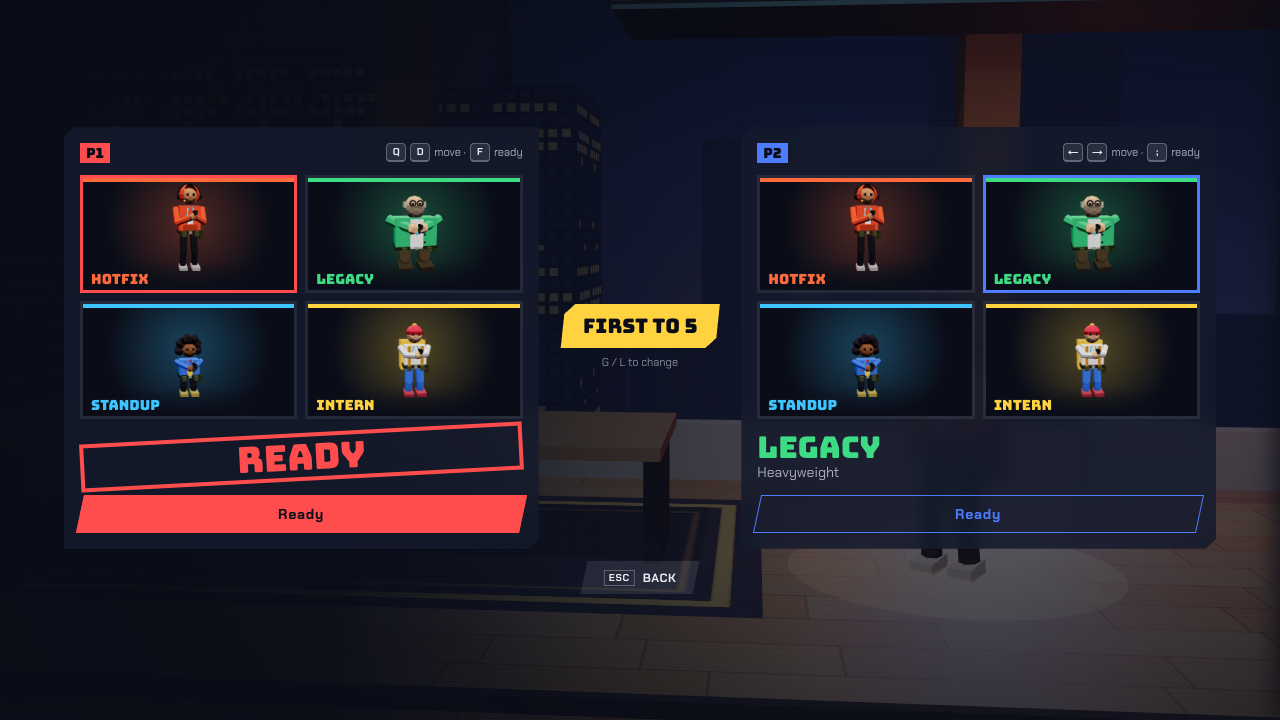 P1
Q D move · F ready
HOTFIX
LEGACY
STANDUP
INTERN
READY
Ready
FIRST TO 5
G / L to change
P2
← → move · ; ready
HOTFIX
LEGACY
STANDUP
INTERN
LEGACY
Heavyweight
Ready
ESC BACK